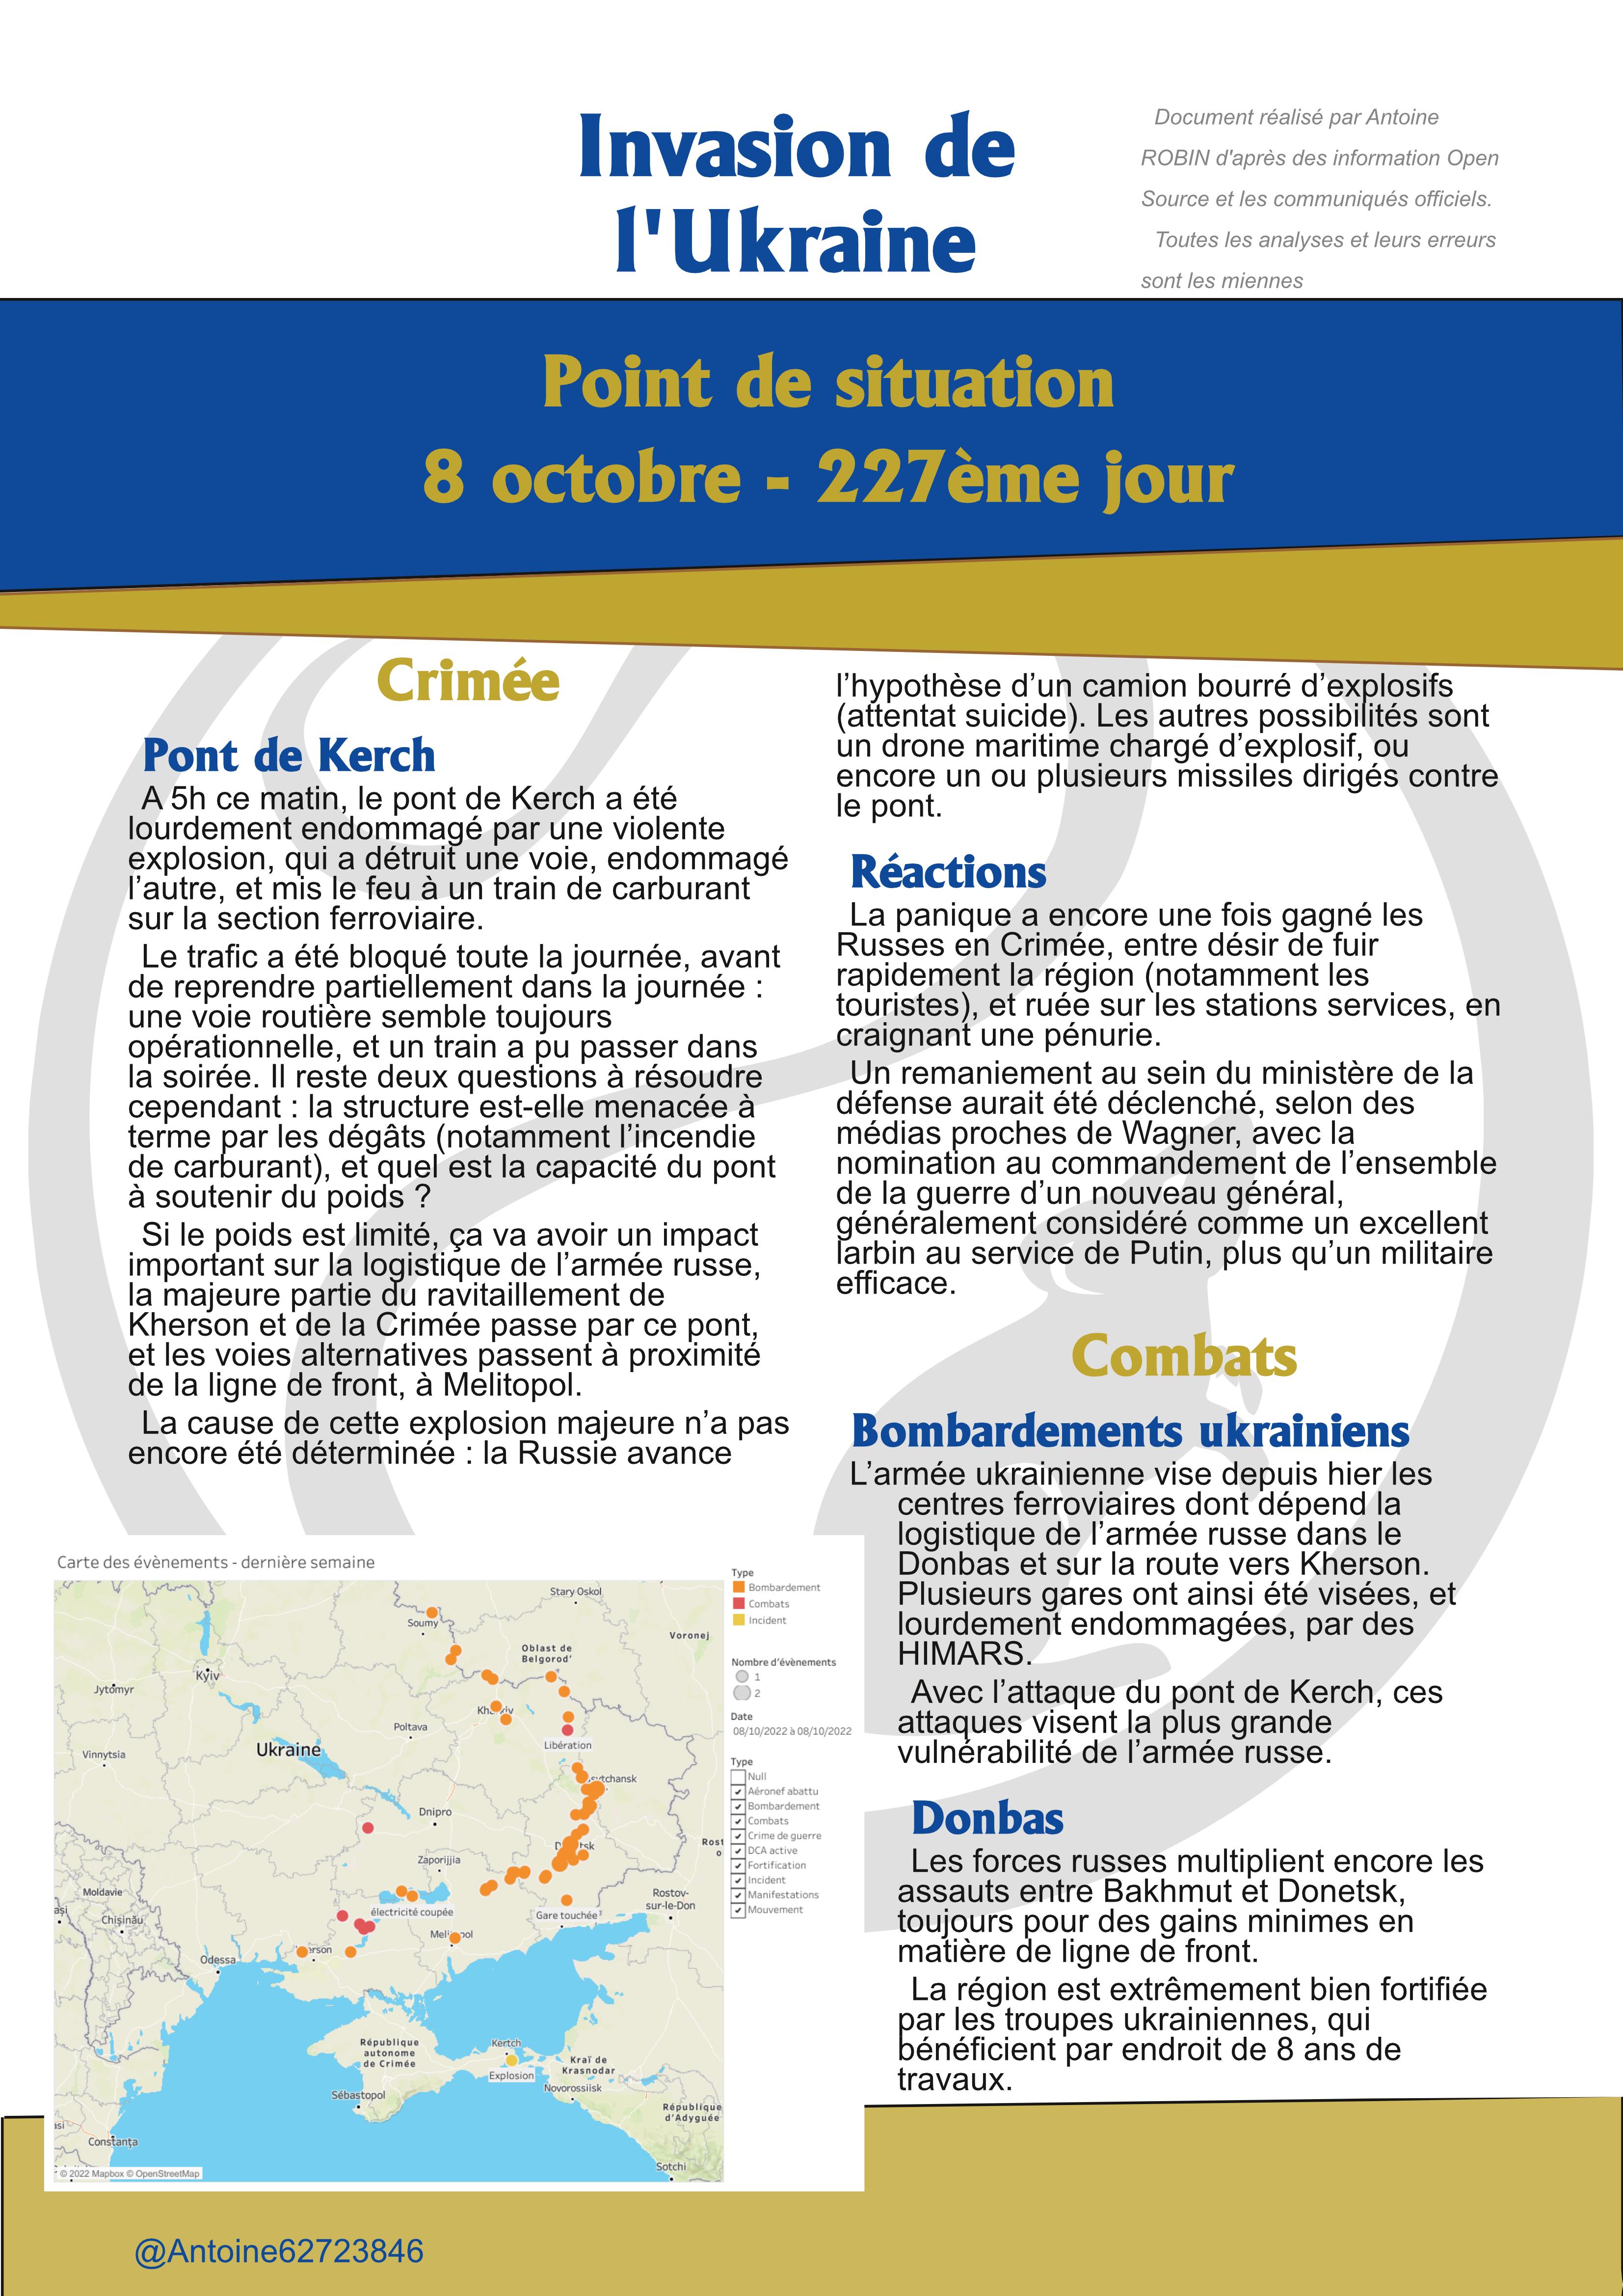 Invasion de
l'Ukraine
Document réalisé par Antoine
ROBIN d'après des information Open
Source et les communiqués officiels.
Toutes les analyses et leurs erreurs
sont les miennes
Point de situation
8 octobre - 227ème jour
Crimée
Pont de Kerch
A 5h ce matin, le pont de Kerch a été
lourdement endommagé par une violente
explosion, qui a détruit une voie, endommagé
l’autre, et mis le feu à un train de carburant
sur la section ferroviaire.
Le trafic a été bloqué toute la journée, avant
de reprendre partiellement dans la journée :
une voie routière semble toujours
opérationnelle, et un train a pu passer dans
la soirée. Il reste deux questions à résoudre
cependant : la structure est-elle menacée à
terme par les dégâts (notamment l’incendie
de carburant), et quel est la capacité du pont
à soutenir du poids ?
Si le poids est limité, ça va avoir un impact
important sur la logistique de l’armée russe,
la majeure partie du ravitaillement de
Kherson et de la Crimée passe par ce pont,
et les voies alternatives passent à proximité
de la ligne de front, à Melitopol.
La cause de cette explosion majeure n’a pas
encore été déterminée : la Russie avance
l’hypothèse d’un camion bourré d’explosifs
(attentat suicide). Les autres possibilités sont
un drone maritime chargé d’explosif, ou
encore un ou plusieurs missiles dirigés contre
le pont.
Réactions
La panique a encore une fois gagné les
Russes en Crimée, entre désir de fuir
rapidement la région (notamment les
touristes), et ruée sur les stations services, en
craignant une pénurie.
Un remaniement au sein du ministère de la
défense aurait été déclenché, selon des
médias proches de Wagner, avec la
nomination au commandement de l’ensemble
de la guerre d’un nouveau général,
généralement considéré comme un excellent
larbin au service de Putin, plus qu’un militaire
efficace.
Combats
Bombardements ukrainiens
L’armée ukrainienne vise depuis hier les
centres ferroviaires dont dépend la
logistique de l’armée russe dans le
Donbas et sur la route vers Kherson.
Plusieurs gares ont ainsi été visées, et
lourdement endommagées, par des
HIMARS.
Avec l’attaque du pont de Kerch, ces
attaques visent la plus grande
vulnérabilité de l’armée russe.
Donbas
Les forces russes multiplient encore les
assauts entre Bakhmut et Donetsk,
toujours pour des gains minimes en
matière de ligne de front.
La région est extrêmement bien fortifiée
par les troupes ukrainiennes, qui
bénéficient par endroit de 8 ans de
travaux.
Carte des évènements - dernière semaine
Stary Oskol
Soumy
Voronej
Oblast de
Belgorod'
Kyïv
Jytomyr
Poltava
Ukraine
Vinnytsia
Libération
Dnipro
Zaporijjia
Moldavie
Chișinău
électricité coupée
Gare touchée
Rostov-
sur-le-Don
Odessa
République
autonome
de Crimée
Kertch
Explosion
Kraï de
Krasnodar
Sébastopol
Novorossiisk
République
d'Adyguée
Constanța
Sotchi
© 2022 Mapbox © OpenStreetMap
Type
Bombardement
Combats
Incident
Nombre d'évènements
1
2
Date
08/10/2022 à 08/10/2022
Type
Null
Aéronef abattu
Bombardement
Combats
Crime de guerre
DCA active
Fortification
Incident
Manifestations
Mouvement
@Antoine62723846